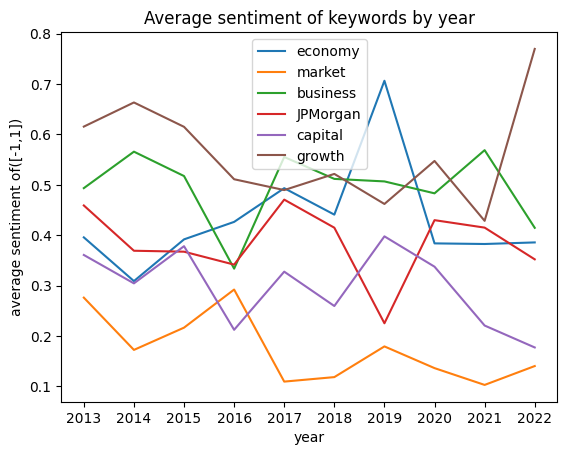 Average sentiment of keywords by year
average sentiment of([-1,1])
0.8
0.7
0.6
0.5
0.4
0.3
0.2
0.1
economy
market
business
JPMorgan
capital
growth
2013 2014 2015 2016 2017 2018 2019 2020 2021 2022
year